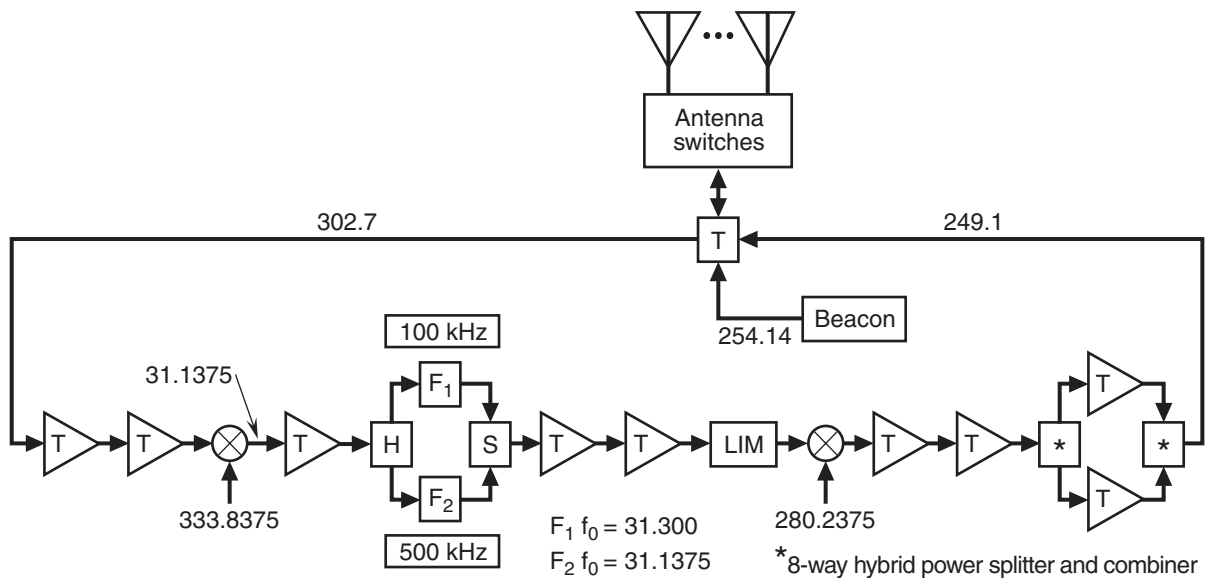 Antenna
switches
302.7
249.1
T
Beacon
254.14
100 kHz
31.1375
F1
T
T
T
T
H
S
T
T
LIM
T
T
*
*
F2
T
333.8375
280.2375
500 kHz
F1 f0 = 31.300
F2 f0 = 31.1375
*8-way hybrid power splitter and combiner